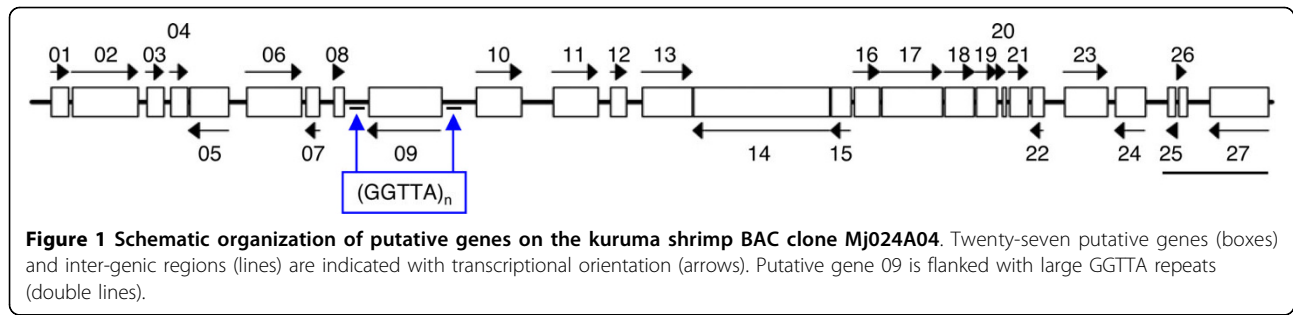 04 20
01 02 03 06 08 10 11 12 13 16 17 18 19 21 23 26
05 07 09 14 15 22 24 25 27
(GGTTA)n
Figure 1 Schematic organization of putative genes on the kuruma shrimp BAC clone Mj024A04. Twenty-seven putative genes (boxes)
and inter-genic regions (lines) are indicated with transcriptional orientation (arrows). Putative gene 09 is flanked with large GGTTA repeats
(double lines).